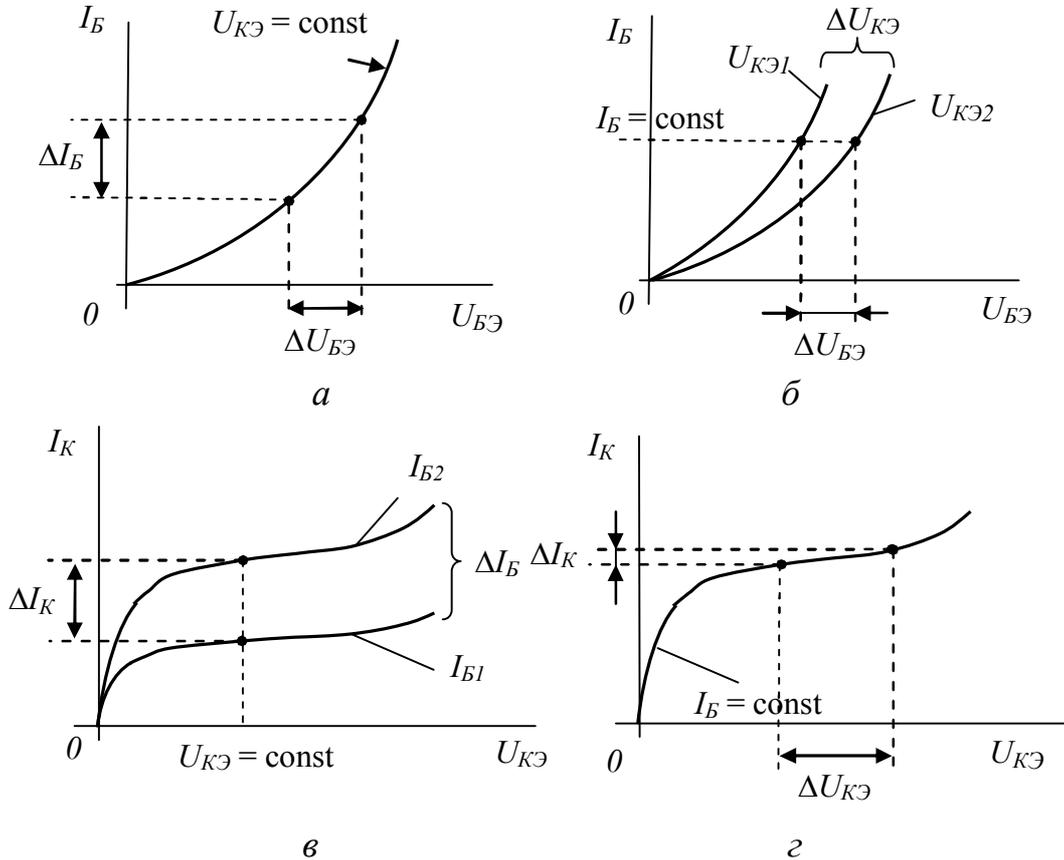 I_Б
U_КЭ = const
ΔI_Б
0
U_БЭ
ΔU_БЭ
а
I_Б
ΔU_КЭ
U_КЭ1
U_КЭ2
I_Б = const
0
U_БЭ
ΔU_БЭ
б
I_К
I_Б2
ΔI_Б
ΔI_К
I_Б1
0
U_КЭ = const
U_КЭ
в
I_К
ΔI_К
I_Б = const
0
U_КЭ
ΔU_КЭ
г